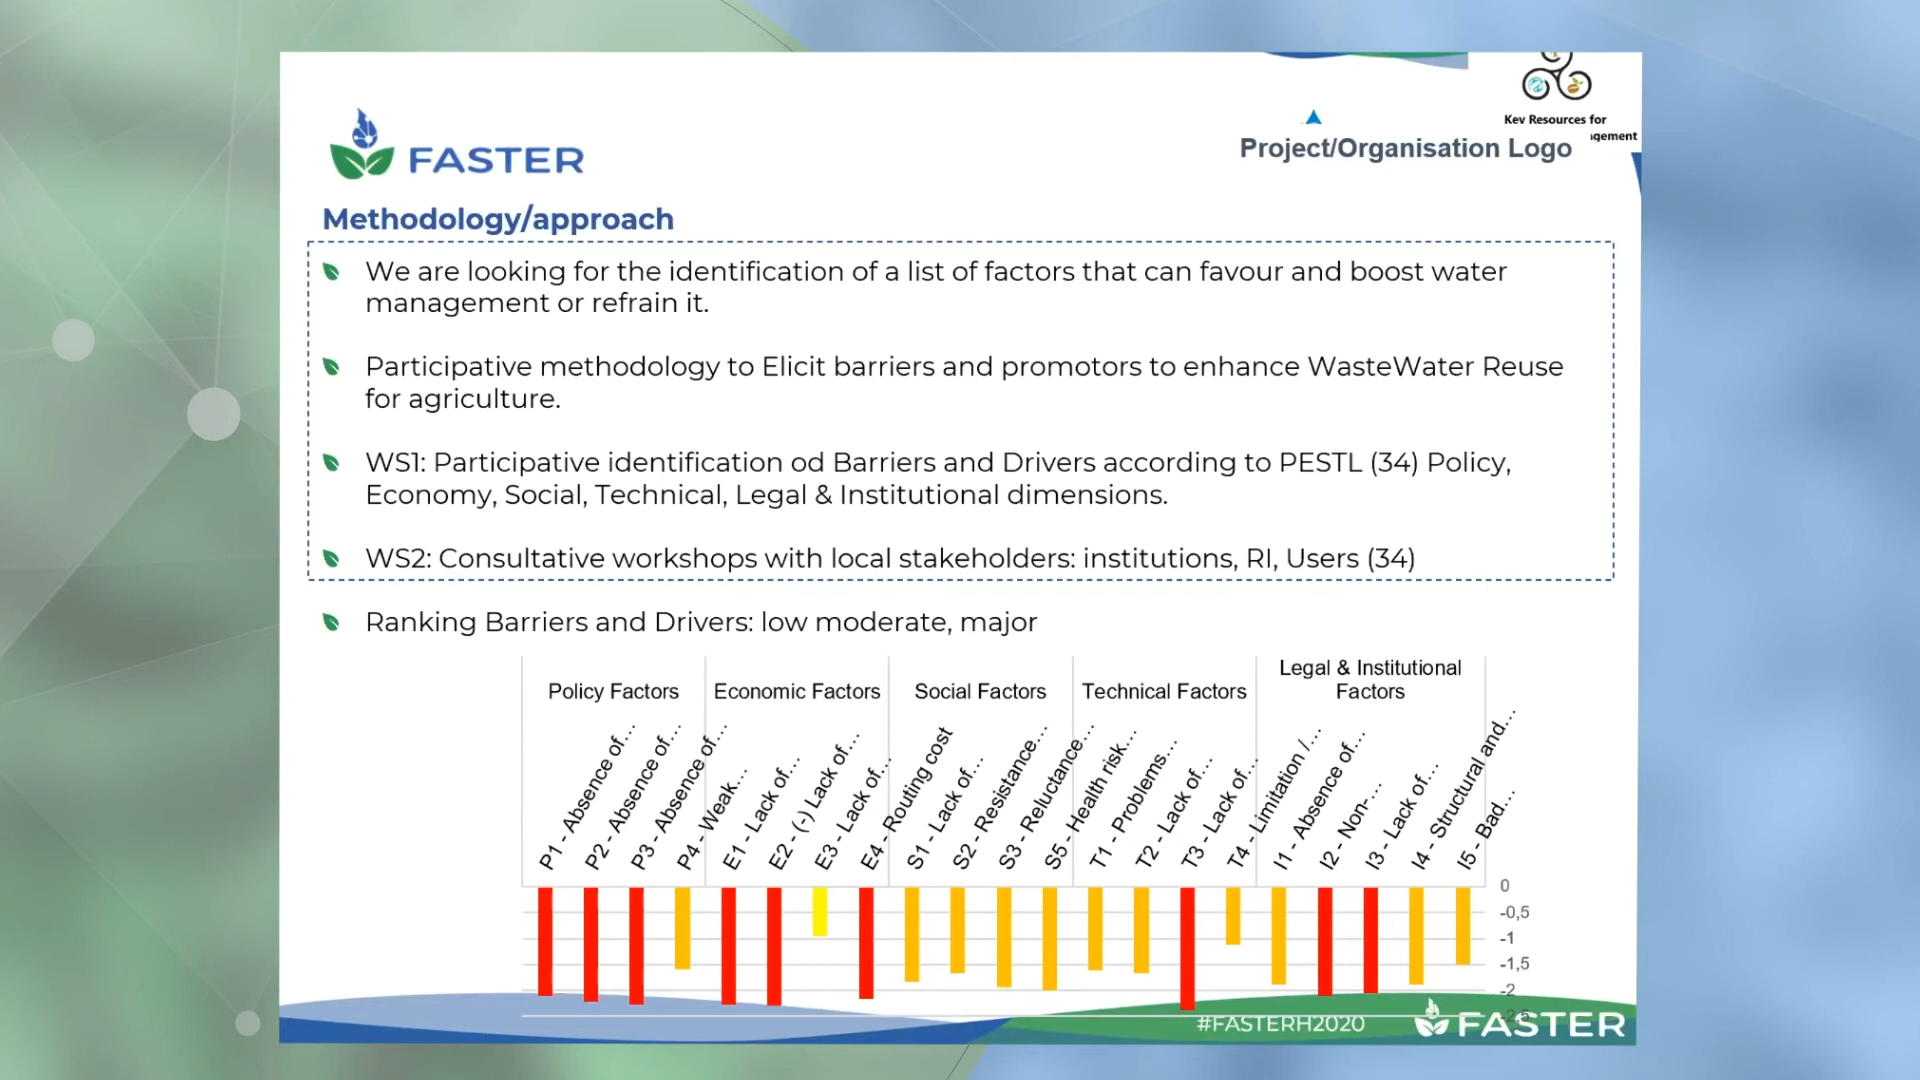 Key Resources for
agement
Project/Organisation Logo
FASTER
Methodology/approach
We are looking for the identification of a list of factors that can favour and boost water
management or refrain it.
Participative methodology to Elicit barriers and promotors to enhance WasteWater Reuse
for agriculture.
WS1: Participative identification od Barriers and Drivers according to PESTL (34) Policy,
Economy, Social, Technical, Legal & Institutional dimensions.
WS2: Consultative workshops with local stakeholders: institutions, RI, Users (34)
Ranking Barriers and Drivers: low moderate, major
Policy Factors
Economic Factors
Social Factors
Technical Factors
Legal & Institutional
Factors
P1 - Absence of...
P2 - Absence of...
P3 - Absence of...
P4 - Weak...
E1 - Lack of...
E2 - (-) Lack of...
E3 - Lack of...
E4 - Routing cost
S1 - Lack of...
S2 - Resistance...
S3 - Reluctance...
S5 - Health risk...
T1 - Problems...
T2 - Lack of...
T3 - Lack of...
T4 - Limitation /...
I1 - Absence of...
I2 - Non-...
I3 - Lack of...
I4 - Structural and...
I5 - Bad...
0
-0,5
-1
-1,5
-2
-2,5
#FASTERH2020
FASTER